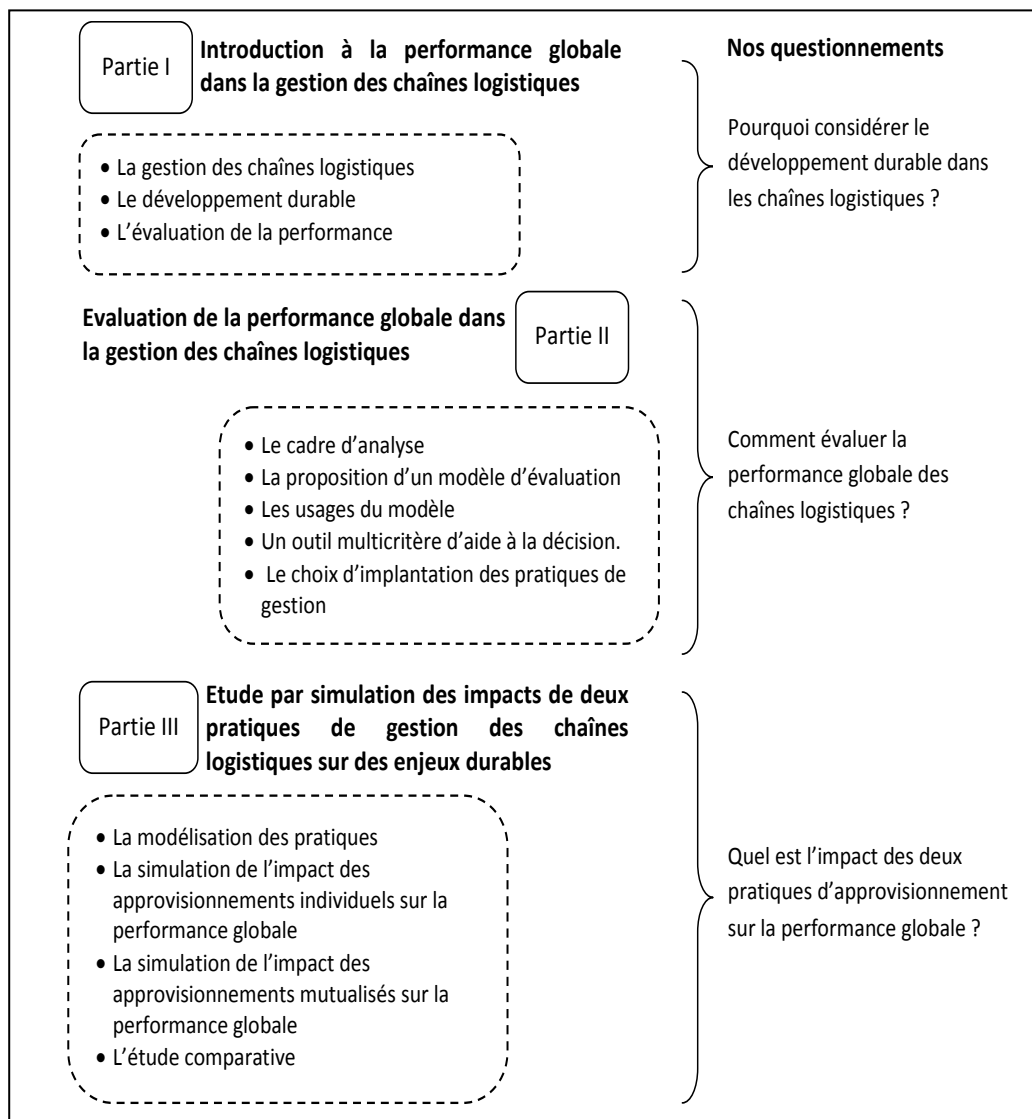 Partie I
Introduction à la performance globale
dans la gestion des chaînes logistiques
Nos questionnements
• La gestion des chaînes logistiques
• Le développement durable
• L’évaluation de la performance
Pourquoi considérer le
développement durable dans
les chaînes logistiques ?
Evaluation de la performance globale dans
la gestion des chaînes logistiques
Partie II
• Le cadre d’analyse
• La proposition d’un modèle d’évaluation
• Les usages du modèle
• Un outil multicritère d’aide à la décision.
• Le choix d’implantation des pratiques de
gestion
Comment évaluer la
performance globale des
chaînes logistiques ?
Partie III
Etude par simulation des impacts de deux
pratiques de gestion des chaînes
logistiques sur des enjeux durables
• La modélisation des pratiques
• La simulation de l’impact des
approvisionnements individuels sur la
performance globale
• La simulation de l’impact des
approvisionnements mutualisés sur la
performance globale
• L’étude comparative
Quel est l’impact des deux
pratiques d’approvisionnement
sur la performance globale ?